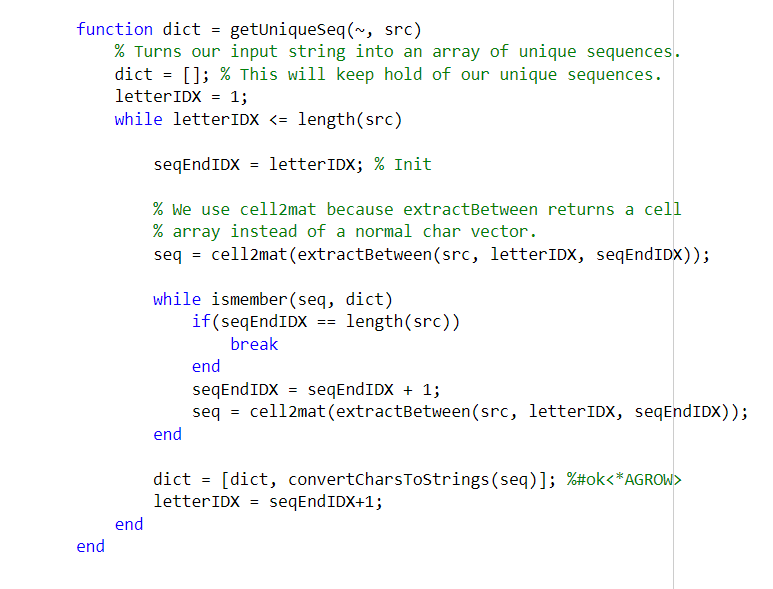 function dict = getUniqueSeq(~, src)
    % Turns our input string into an array of unique sequences.
    dict = []; % This will keep hold of our unique sequences.
    letterIDX = 1;
    while letterIDX <= length(src)
        seqEndIDX = letterIDX; % Init
        % We use cell2mat because extractBetween returns a cell
        % array instead of a normal char vector.
        seq = cell2mat(extractBetween(src, letterIDX, seqEndIDX));
        while ismember(seq, dict)
            if(seqEndIDX == length(src))
                break
            end
            seqEndIDX = seqEndIDX + 1;
            seq = cell2mat(extractBetween(src, letterIDX, seqEndIDX));
        end
        dict = [dict, convertCharsToStrings(seq)]; %#ok<*AGROW>
        letterIDX = seqEndIDX+1;
    end
end